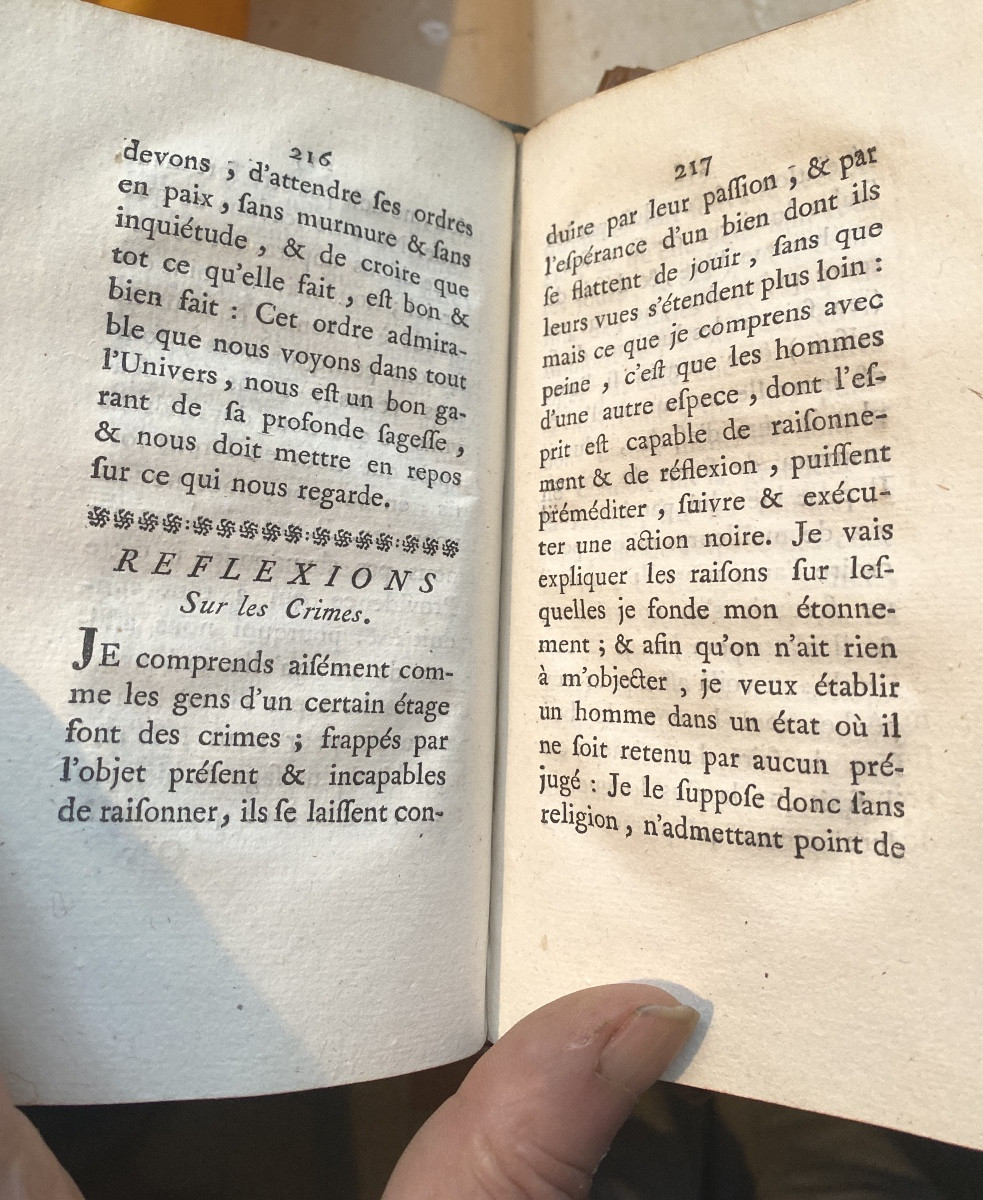 216
devons ; d'attendre ſes ordres
en paix, ſans murmure & ſans
inquiétude, & de croire que
tot ce qu'elle fait, eſt bon &
bien fait : Cet ordre admira-
ble que nous voyons dans tout
l'Univers, nous eſt un bon ga-
rant de ſa profonde ſageſſe,
& nous doit mettre en repos
ſur ce qui nous regarde.
REFLEXIONS
Sur les Crimes.
JE comprends aiſément com-
me les gens d'un certain étage
font des crimes ; frappés par
l'objet préſent & incapables
de raiſonner, ils ſe laiſſent con-
217
duire par leur paſſion ; & par
l'eſpérance d'un bien dont ils
ſe flattent de jouir, ſans que
leurs vues s'étendent plus loin :
mais ce que je comprens avec
peine, c'eſt que les hommes
d'une autre eſpece, dont l'eſ-
prit eſt capable de raiſonne-
ment & de réflexion, puiſſent
préméditer, ſuivre & exécu-
ter une action noire. Je vais
expliquer les raiſons ſur leſ-
quelles je fonde mon étonne-
ment ; & afin qu'on n'ait rien
à m'objecter, je veux établir
un homme dans un état où il
ne ſoit retenu par aucun pré-
jugé : Je le ſuppoſe donc ſans
religion, n'admettant point de